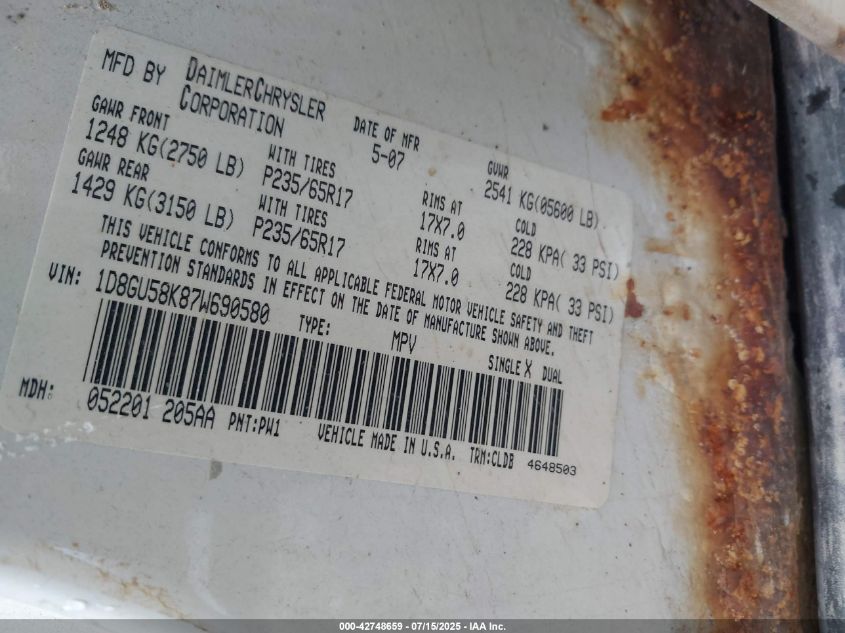 MFD BY DAIMLERCHRYSLER CORPORATION
DATE OF MFR 5-07
GVWR 2541 KG(05600 LB)
GAWR FRONT
1248 KG(2750 LB) WITH TIRES P235/65R17 RIMS AT 17X7.0 COLD 228 KPA( 33 PSI)
GAWR REAR
1429 KG(3150 LB) WITH TIRES P235/65R17 RIMS AT 17X7.0 COLD 228 KPA( 33 PSI)
THIS VEHICLE CONFORMS TO ALL APPLICABLE FEDERAL MOTOR VEHICLE SAFETY AND THEFT
PREVENTION STANDARDS IN EFFECT ON THE DATE OF MANUFACTURE SHOWN ABOVE.
VIN: 1D8GU58K87W690580 TYPE: MPV SINGLE X DUAL
MDH: 052201 205AA PNT:PW1 VEHICLE MADE IN U.S.A. TRM:CLDB 4648503
000-42748659 - 07/15/2025 - IAA Inc.